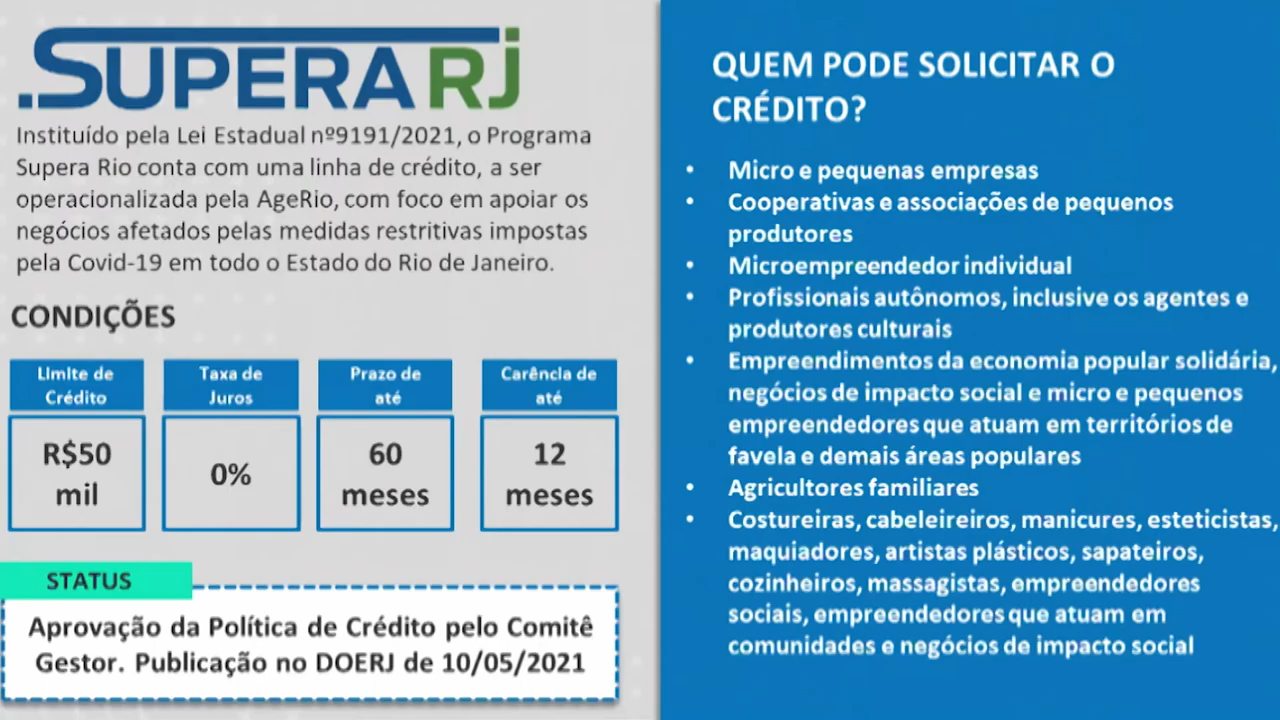 .SUPERA RJ
Instituído pela Lei Estadual nº9191/2021, o Programa
Supera Rio conta com uma linha de crédito, a ser
operacionalizada pela AgeRio, com foco em apoiar os
negócios afetados pelas medidas restritivas impostas
pela Covid-19 em todo o Estado do Rio de Janeiro.
CONDIÇÕES
Limite de
Crédito
R$50
mil
Taxa de
Juros
0%
Prazo de
até
60
meses
Carência de
até
12
meses
STATUS
Aprovação da Política de Crédito pelo Comitê
Gestor. Publicação no DOERJ de 10/05/2021
QUEM PODE SOLICITAR O
CRÉDITO?
• Micro e pequenas empresas
• Cooperativas e associações de pequenos
produtores
• Microempreendedor individual
• Profissionais autônomos, inclusive os agentes e
produtores culturais
• Empreendimentos da economia popular solidária,
negócios de impacto social e micro e pequenos
empreendedores que atuam em territórios de
favela e demais áreas populares
• Agricultores familiares
• Costureiras, cabeleireiros, manicures, esteticistas,
maquiadores, artistas plásticos, sapateiros,
cozinheiros, massagistas, empreendedores
sociais, empreendedores que atuam em
comunidades e negócios de impacto social